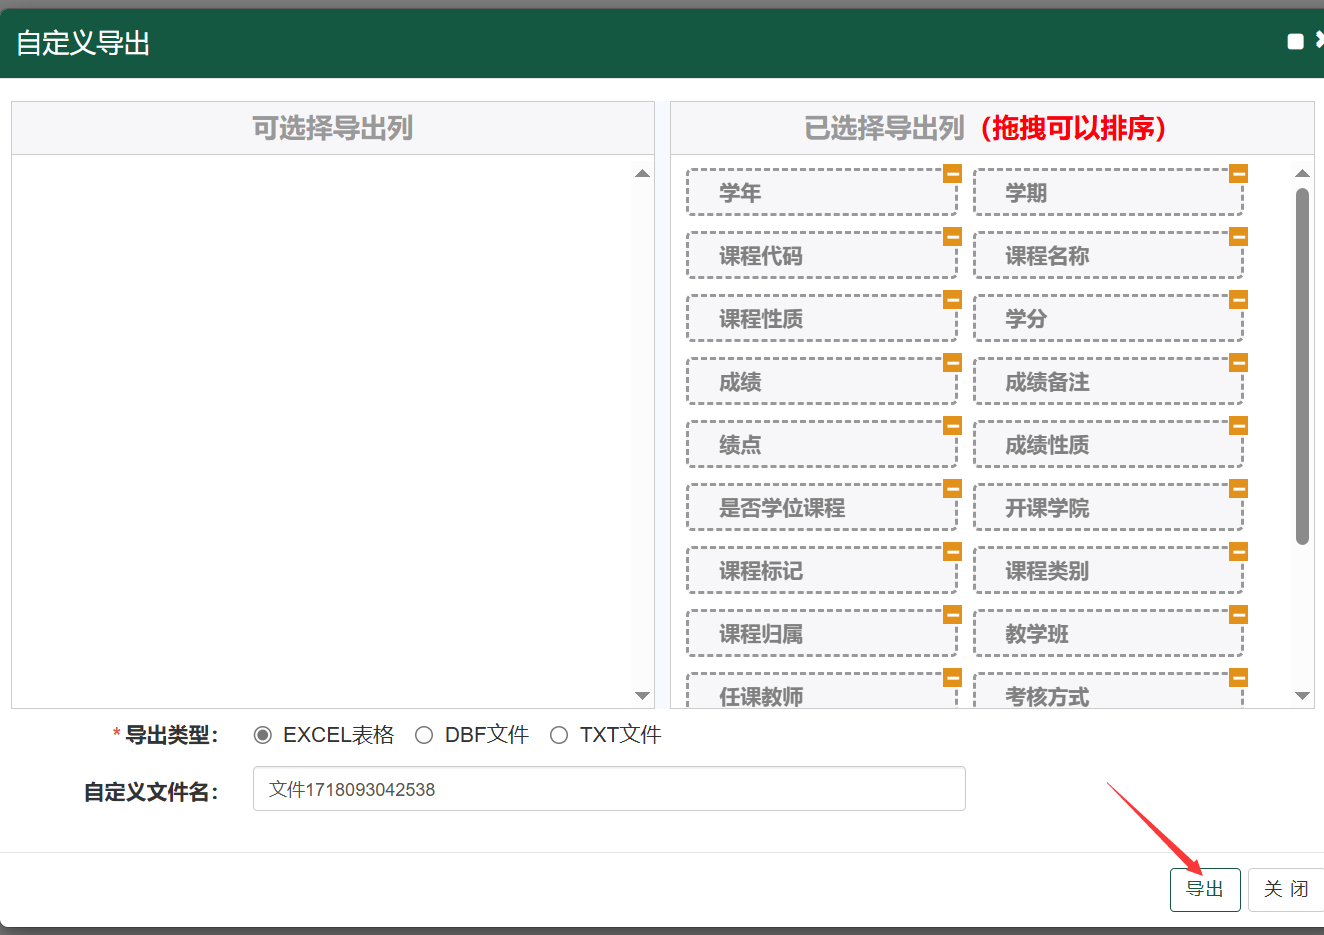 自定义导出
可选择导出列
已选择导出列（拖拽可以排序）
学年
学期
课程代码
课程名称
课程性质
学分
成绩
成绩备注
绩点
成绩性质
是否学位课程
开课学院
课程标记
课程类别
课程归属
教学班
任课教师
考核方式
*导出类型： EXCEL表格 DBF文件 TXT文件
自定义文件名： 文件1718093042538
导出 关 闭